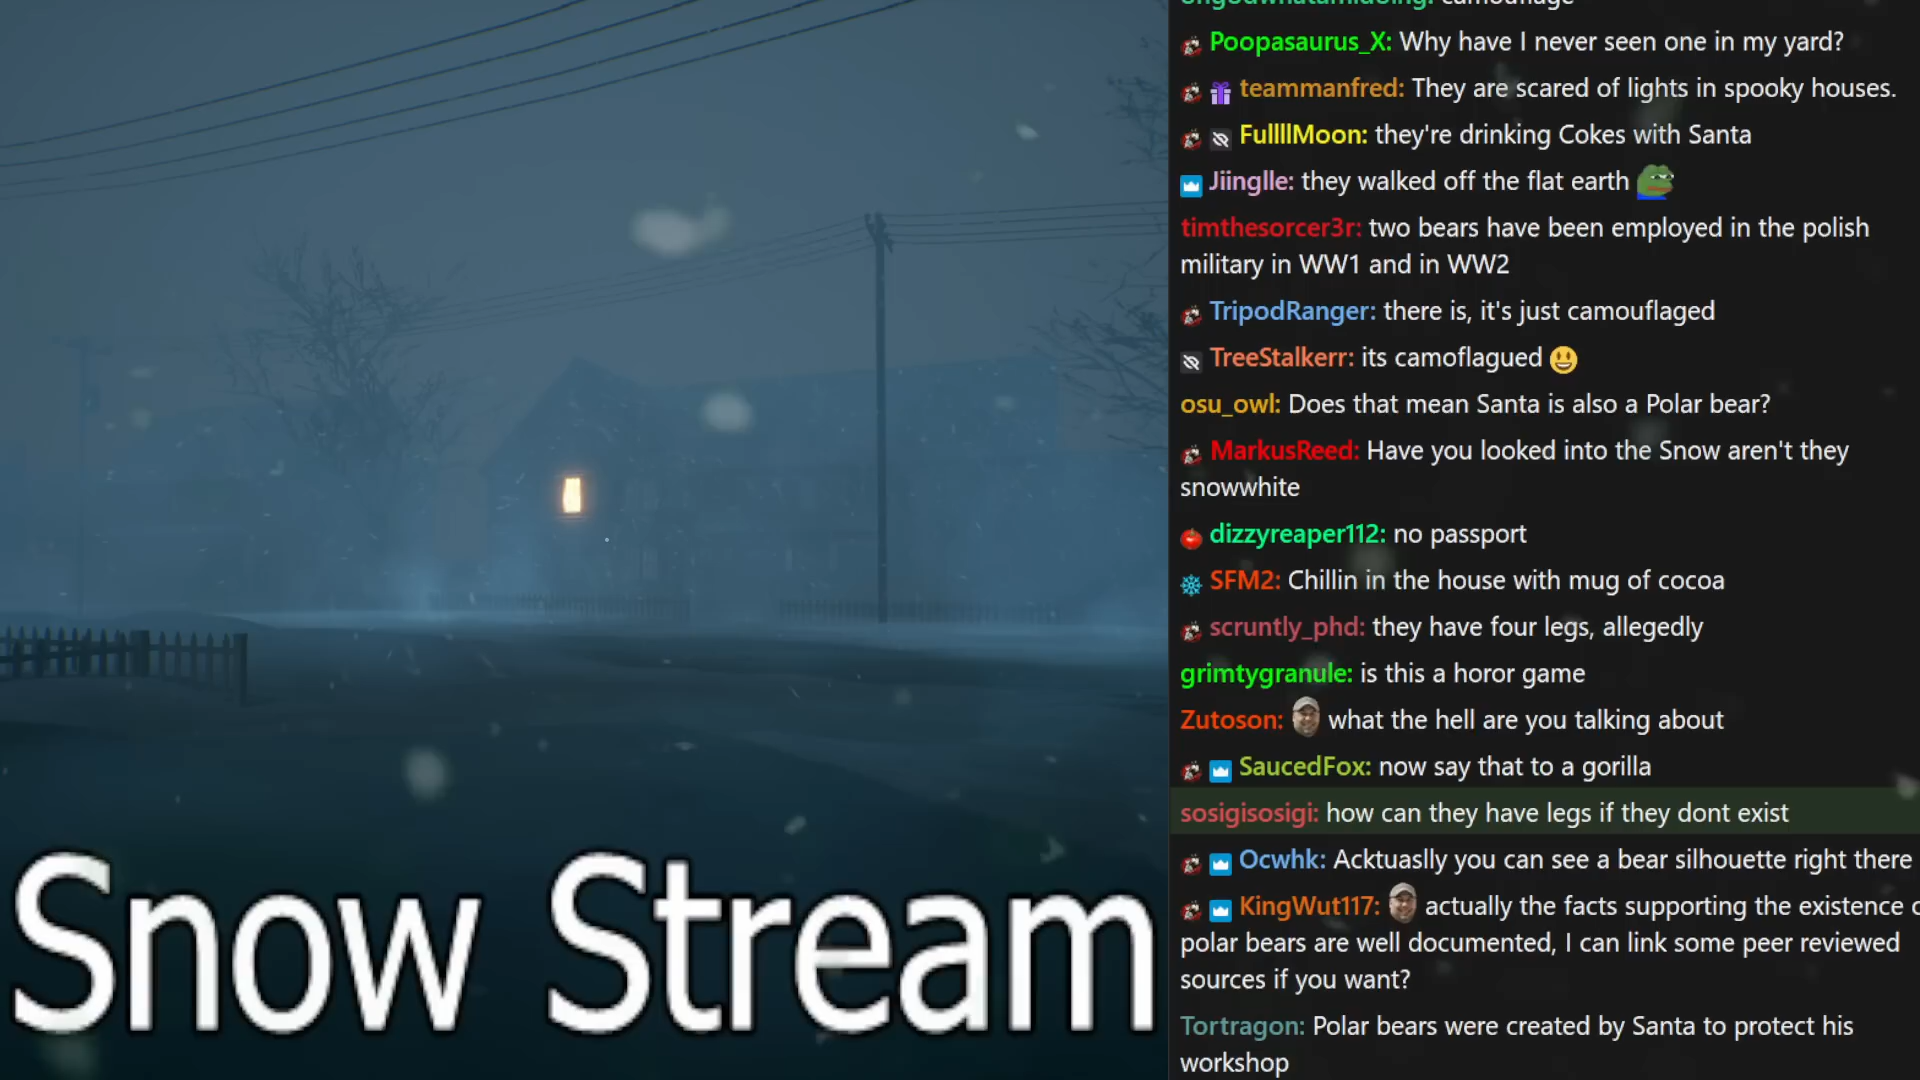 Snow Stream
ohgodwhatamidoing: camouflage
Poopasaurus_X: Why have I never seen one in my yard?
teammanfred: They are scared of lights in spooky houses.
FullllMoon: they're drinking Cokes with Santa
Jiinglle: they walked off the flat earth
timthesorcer3r: two bears have been employed in the polish
military in WW1 and in WW2
TripodRanger: there is, it's just camouflaged
TreeStalkerr: its camoflagued
osu_owl: Does that mean Santa is also a Polar bear?
MarkusReed: Have you looked into the Snow aren't they
snowwhite
dizzyreaper112: no passport
SFM2: Chillin in the house with mug of cocoa
scruntly_phd: they have four legs, allegedly
grimtygranule: is this a horor game
Zutoson: what the hell are you talking about
SaucedFox: now say that to a gorilla
sosigisosigi: how can they have legs if they dont exist
Ocwhk: Acktuaslly you can see a bear silhouette right there
KingWut117: actually the facts supporting the existence
polar bears are well documented, I can link some peer reviewed
sources if you want?
Tortragon: Polar bears were created by Santa to protect his
workshop